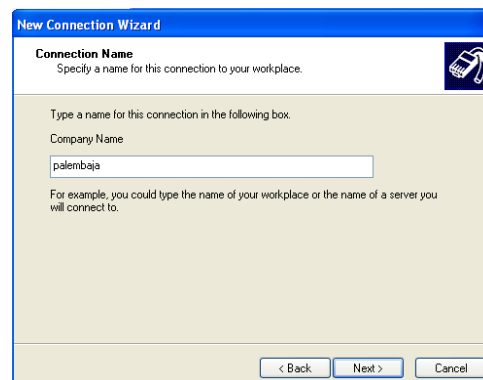 New Connection Wizard
Connection Name
Specify a name for this connection to your workplace.
Type a name for this connection in the following box.
Company Name
palembaja
For example, you could type the name of your workplace or the name of a server you
will connect to.
< Back Next > Cancel